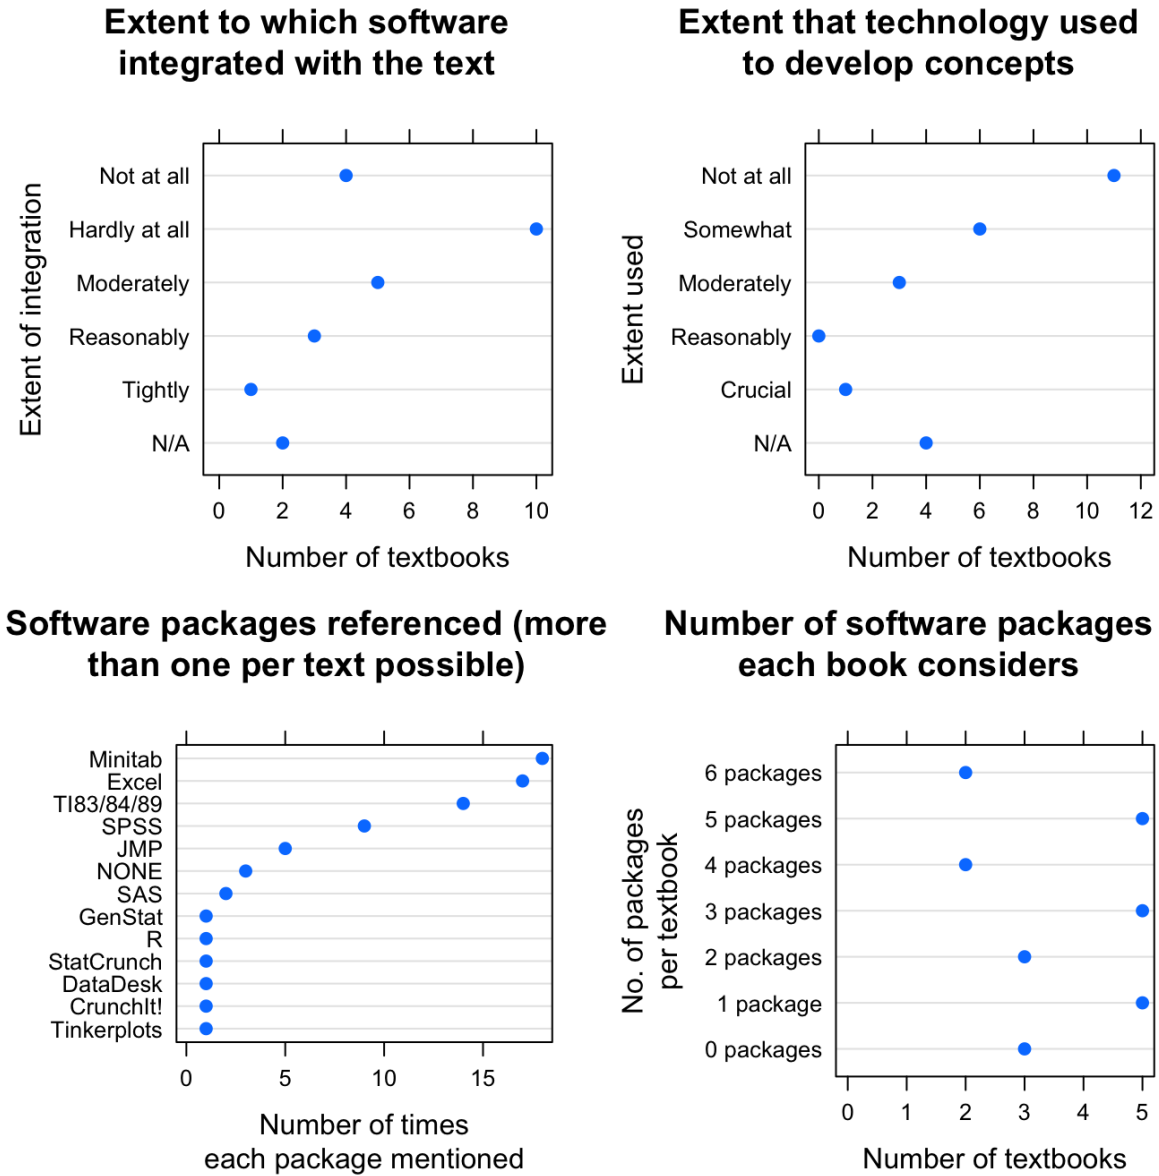 Extent to which software
integrated with the text
Extent of integration
Not at all
Hardly at all
Moderately
Reasonably
Tightly
N/A
0 2 4 6 8 10
Number of textbooks
Extent that technology used
to develop concepts
Extent used
Not at all
Somewhat
Moderately
Reasonably
Crucial
N/A
0 2 4 6 8 10 12
Number of textbooks
Software packages referenced (more
than one per text possible)
Minitab
Excel
TI83/84/89
SPSS
JMP
NONE
SAS
GenStat
R
StatCrunch
DataDesk
CrunchIt!
Tinkerplots
0 5 10 15
Number of times
each package mentioned
Number of software packages
each book considers
No. of packages
per textbook
6 packages
5 packages
4 packages
3 packages
2 packages
1 package
0 packages
0 1 2 3 4 5
Number of textbooks